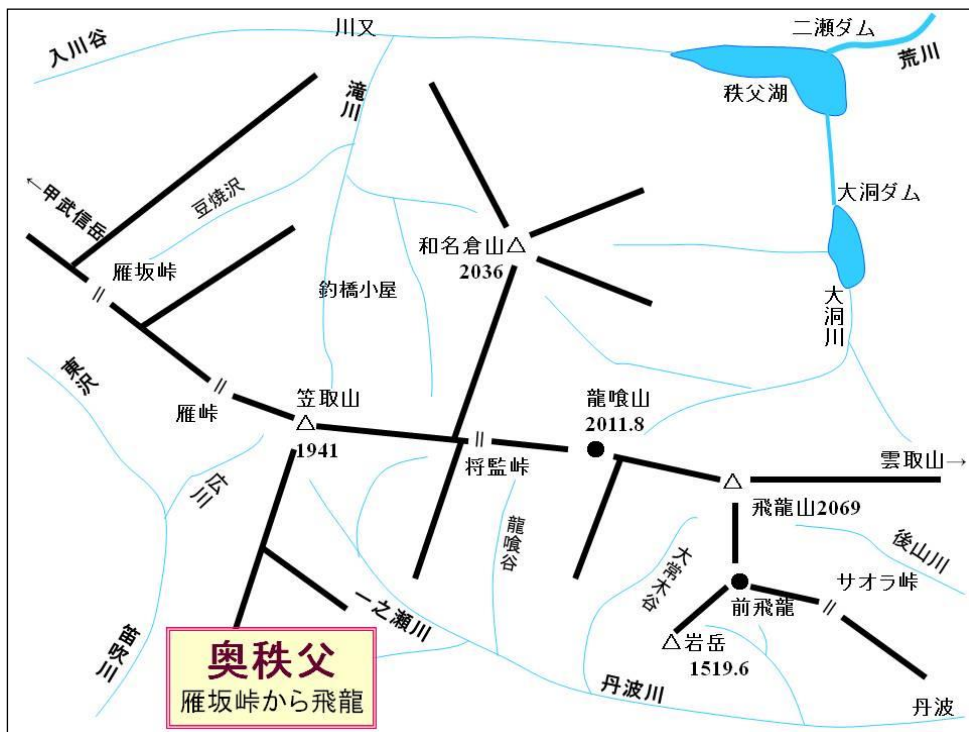 川又
二瀬ダム
荒川
入川谷
滝川
秩父湖
←甲武信岳
豆焼沢
大洞ダム
和名倉山
2036
雁坂峠
釣橋小屋
大洞川
東沢
雁峠
笠取山
1941
龍喰山
2011.8
将監峠
雲取山→
広川
飛龍山2069
龍喰谷
大常木谷
後山川
サオラ峠
一之瀬川
前飛龍
笛吹川
岩岳
1519.6
奥秩父
雁坂峠から飛龍
丹波川
丹波